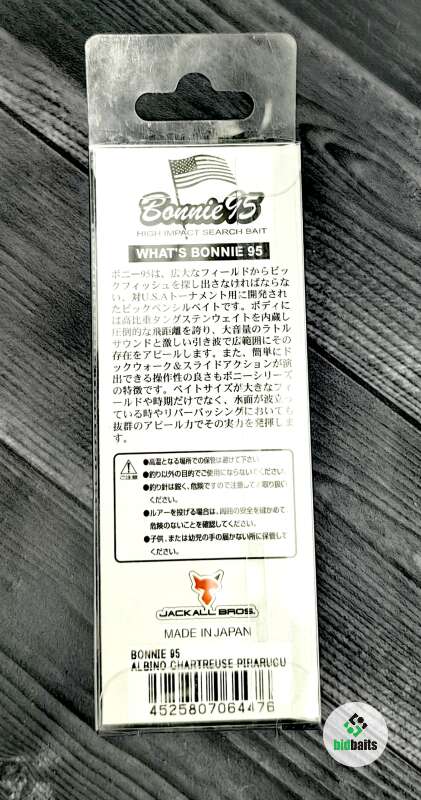 Bonnie 95
HIGH IMPACT SEARCH BAIT
WHAT'S BONNIE 95
ボニー95は、広大なフィールドからビッ
グフィッシュを探し出さなければならな
い、対U.S.Aトーナメント用に開発され
たビックペンシルベイトです。ボディに
は高比重タングステンウェイトを内蔵し
圧倒的な飛距離を誇り、大音量のラトル
サウンドと激しい引き波で広範囲にその
存在をアピールします。また、簡単にド
ックウォーク&スライドアクションが演
出できる操作性の良さもボニーシリーズ
の特徴です。ベイトサイズが大きなフィ
ールドや時期だけでなく、水面が波立っ
ている時やリバーバッシングにおいても
抜群のアピール力でその実力を発揮しま
す。
ご注意
●高温となる場所での保管は避けて下さい
●釣り以外の目的でご使用にならないでください。
●釣り針は鋭く、危険ですので注意してお取り扱い
ください。
●ルアーを投げる場合は、周囲の安全を確かめて
危険のないことを確認してください。
●子供、または幼児の手の届かない所に保管して
ください。
JACKALL BROS.
MADE IN JAPAN
BONNIE 95
ALBINO CHARTREUSE PIRARUCU
4525807064476
bidbaits